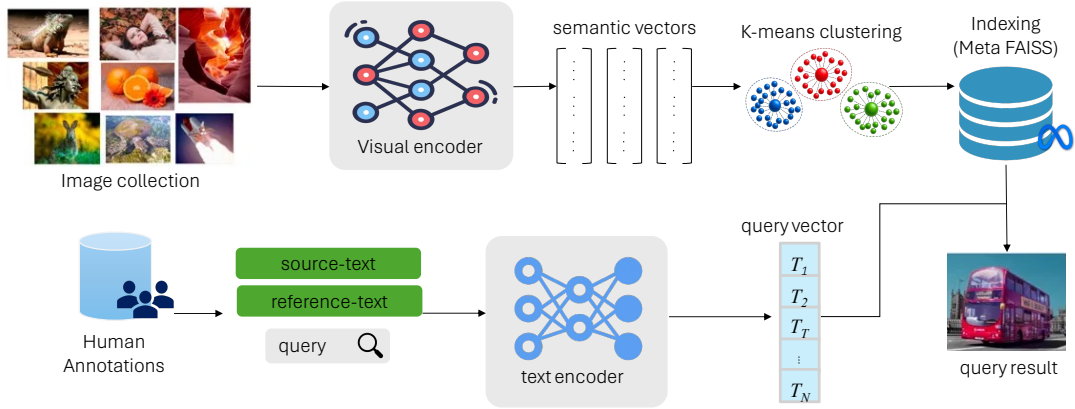 semantic vectors
K-means clustering
Indexing
(Meta FAISS)
Visual encoder
Image collection
source-text
reference-text
query
Human
Annotations
text encoder
query vector
T1
T2
TT
⋮
TN
query result